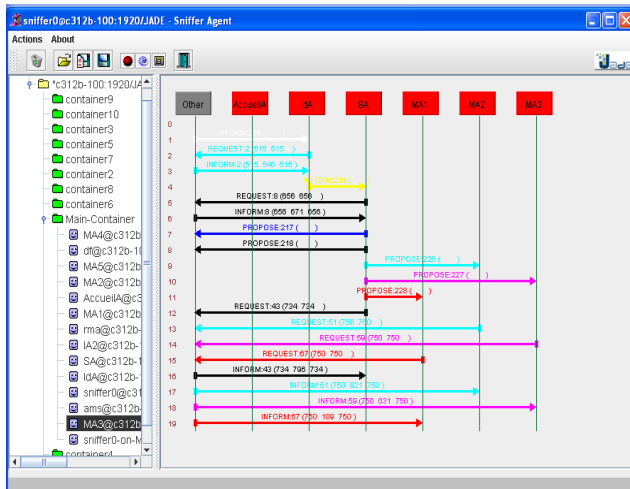 sniffer0@c312b-100:1920/JADE - Sniffer Agent
Actions About
Jade
"c312b-100:1920/JA
container9
container10
container3
container5
container7
container2
container8
container6
Main-Container
MA4@c312b
df@c312b-10
MA5@c312b
MA2@c312b
AccueilA@c3
MA1@c312b
rma@c312b-
IA2@c312b-1
SA@c312b-1
IdA@c312b-1
sniffer0@c31
ams@c312b-
MA3@c312b
sniffer0-on-M
container4
Other AccueilA IdA SA MA1 MA2 MA3
0
1
2 REQUEST:2 (515 515 )
3 INFORM:2 (515 546 515)
4
5 REQUEST:8 (656 656 )
6 INFORM:8 (656 671 656)
7 PROPOSE:217 ( )
8 PROPOSE:218 ( )
9 PROPOSE:226 ( )
10 PROPOSE:227 ( )
11 PROPOSE:228 ( )
12 REQUEST:43 (734 734 )
13 REQUEST:51 (750 750 )
14 REQUEST:59 (750 750 )
15 REQUEST:67 (750 750 )
16 INFORM:43 (734 796 734)
17 INFORM:51 (750 921 750)
18 INFORM:59 (750 031 750)
19 INFORM:67 (750 109 750)